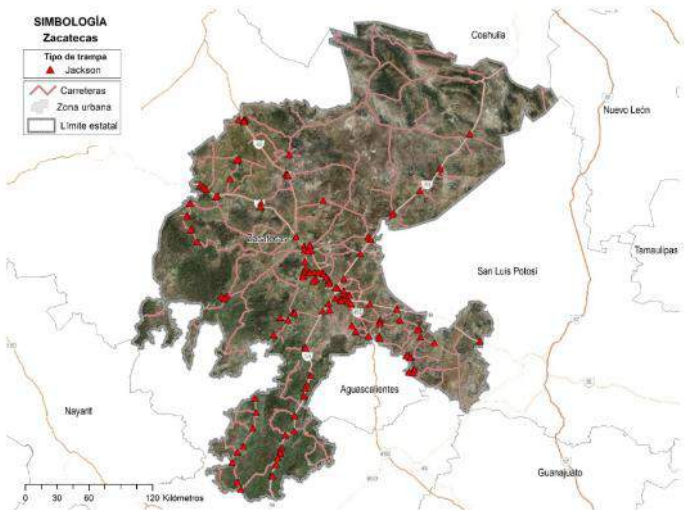 SIMBOLOGÍA
Zacatecas
Tipo de trampa
Jackson
Carreteras
Zona urbana
Límite estatal
Coahuila
Nuevo León
Tamaulipas
San Luis Potosí
Zacatecas
Aguascalientes
Nayarit
Guanajuato
0 30 60 120 Kilómetros